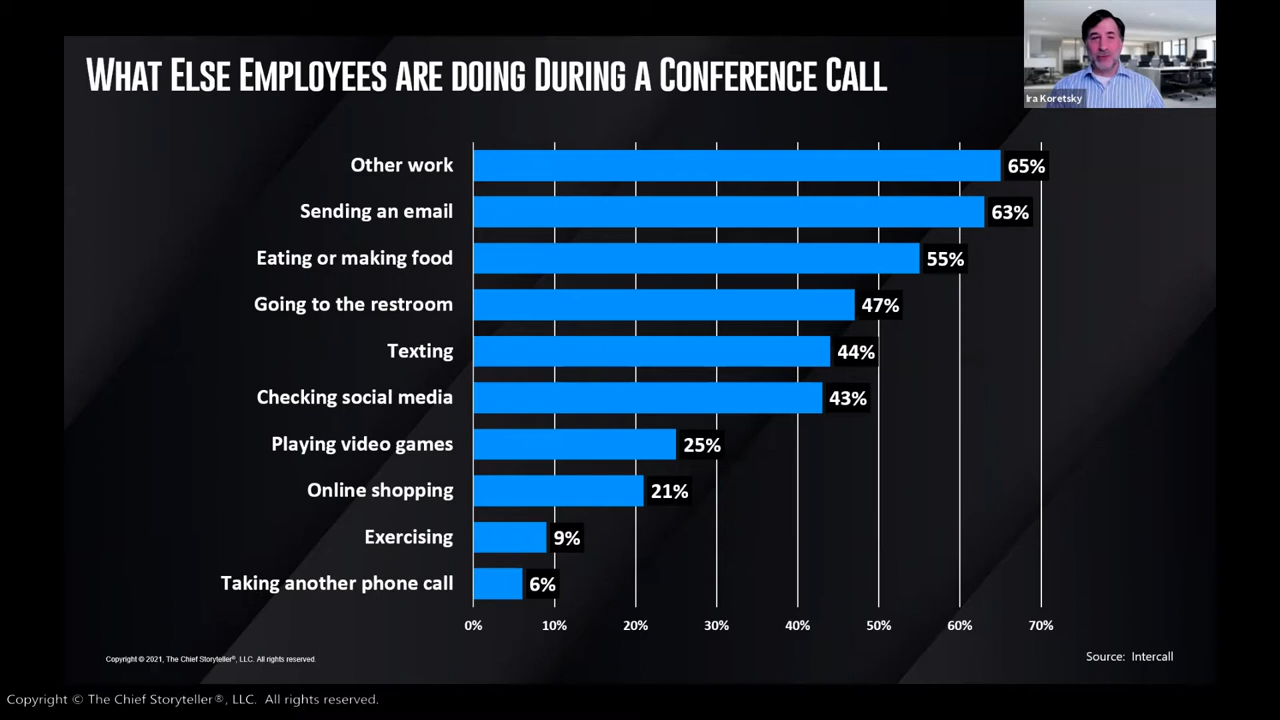 WHAT ELSE EMPLOYEES ARE DOING DURING A CONFERENCE CALL
Ira Koretsky
Other work 65%
Sending an email 63%
Eating or making food 55%
Going to the restroom 47%
Texting 44%
Checking social media 43%
Playing video games 25%
Online shopping 21%
Exercising 9%
Taking another phone call 6%
0% 10% 20% 30% 40% 50% 60% 70%
Copyright © 2021, The Chief Storyteller®, LLC. All rights reserved.
Source: Intercall
Copyright © The Chief Storyteller®, LLC. All rights reserved.